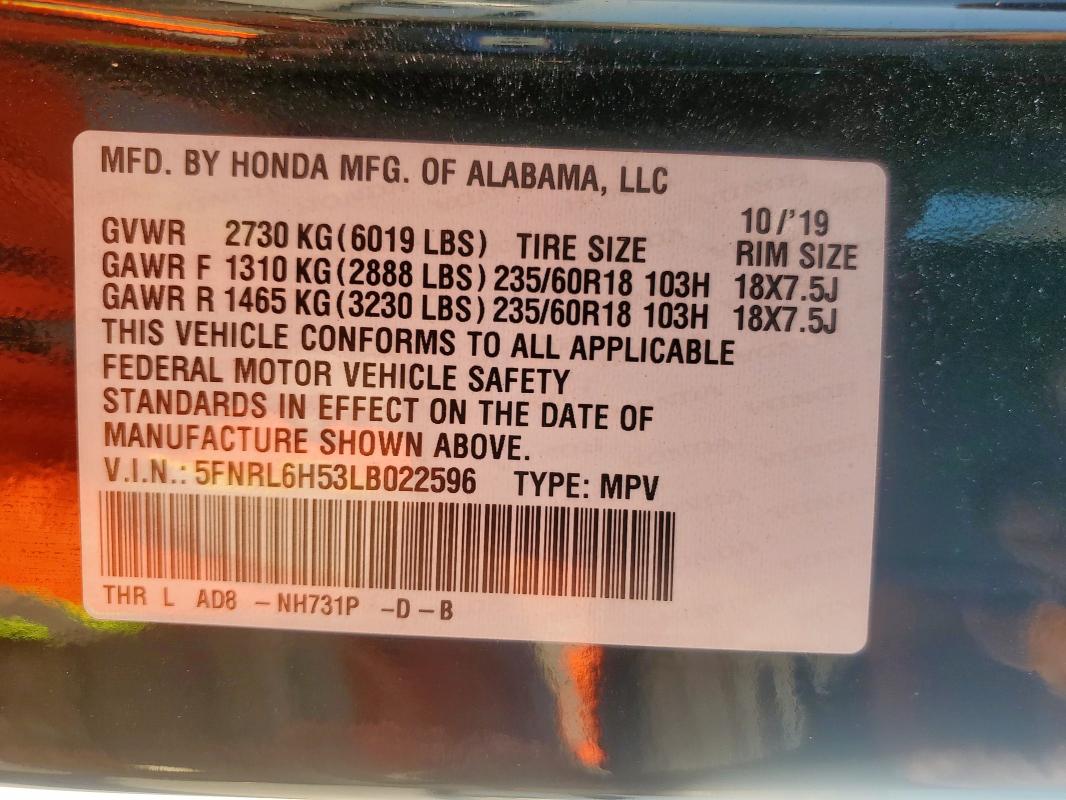 MFD. BY HONDA MFG. OF ALABAMA, LLC
10/'19
GVWR 2730 KG(6019 LBS) TIRE SIZE RIM SIZE
GAWR F 1310 KG(2888 LBS) 235/60R18 103H 18X7.5J
GAWR R 1465 KG(3230 LBS) 235/60R18 103H 18X7.5J
THIS VEHICLE CONFORMS TO ALL APPLICABLE
FEDERAL MOTOR VEHICLE SAFETY
STANDARDS IN EFFECT ON THE DATE OF
MANUFACTURE SHOWN ABOVE.
V.I.N.: 5FNRL6H53LB022596 TYPE: MPV
THR L AD8 -NH731P -D-B